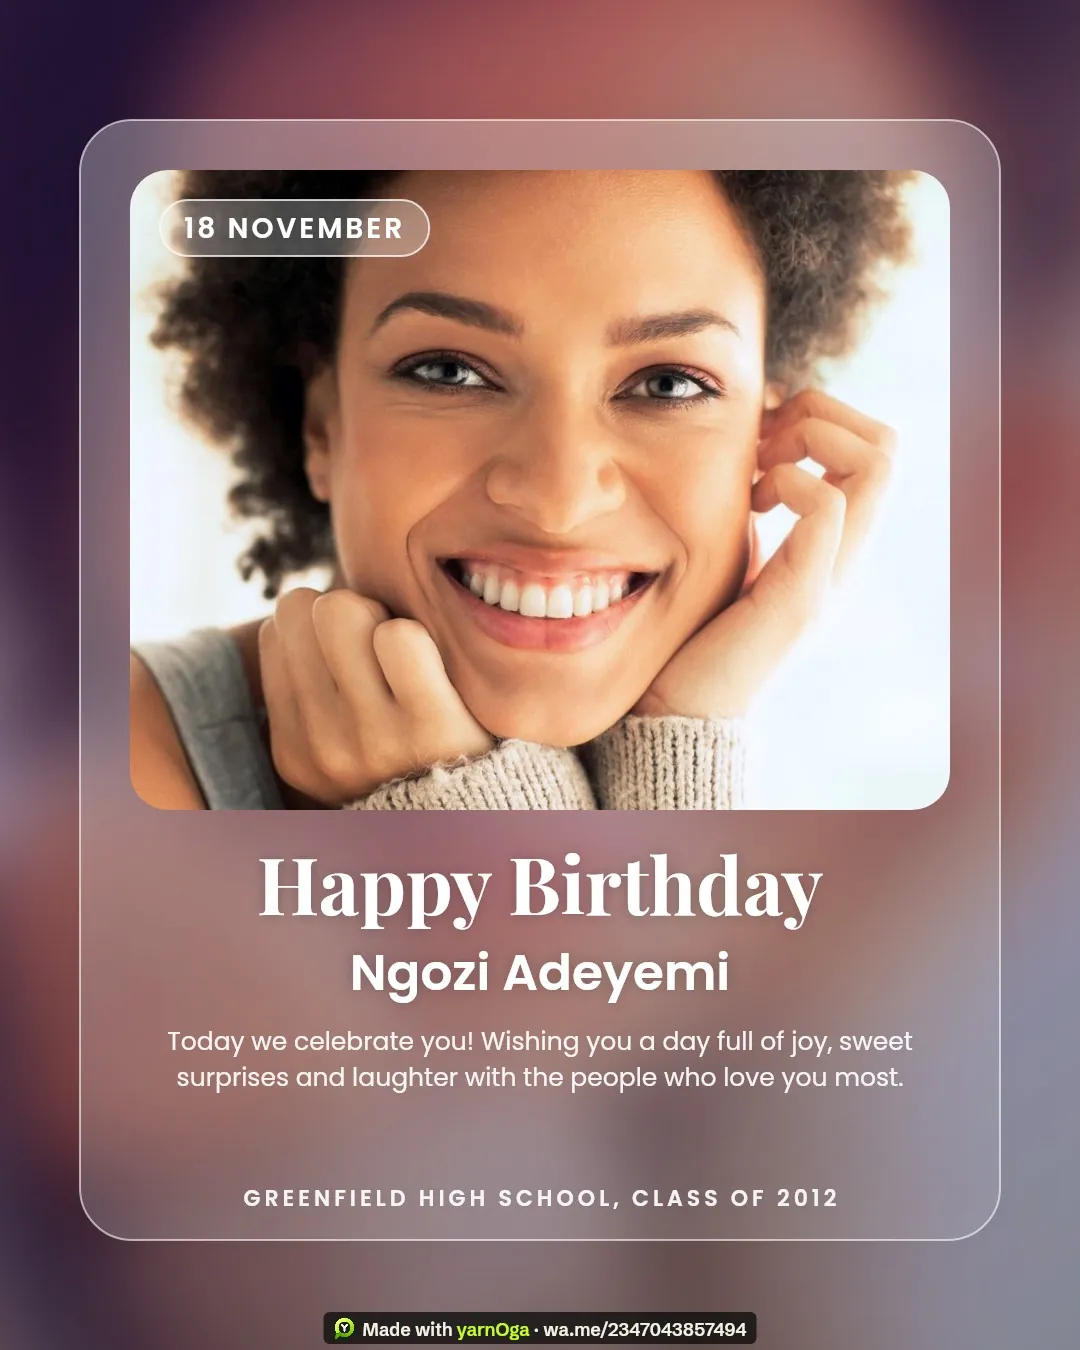 18 NOVEMBER
Happy Birthday
Ngozi Adeyemi
Today we celebrate you! Wishing you a day full of joy, sweet
surprises and laughter with the people who love you most.
GREENFIELD HIGH SCHOOL, CLASS OF 2012
Y Made with yarnOga · wa.me/2347043857494